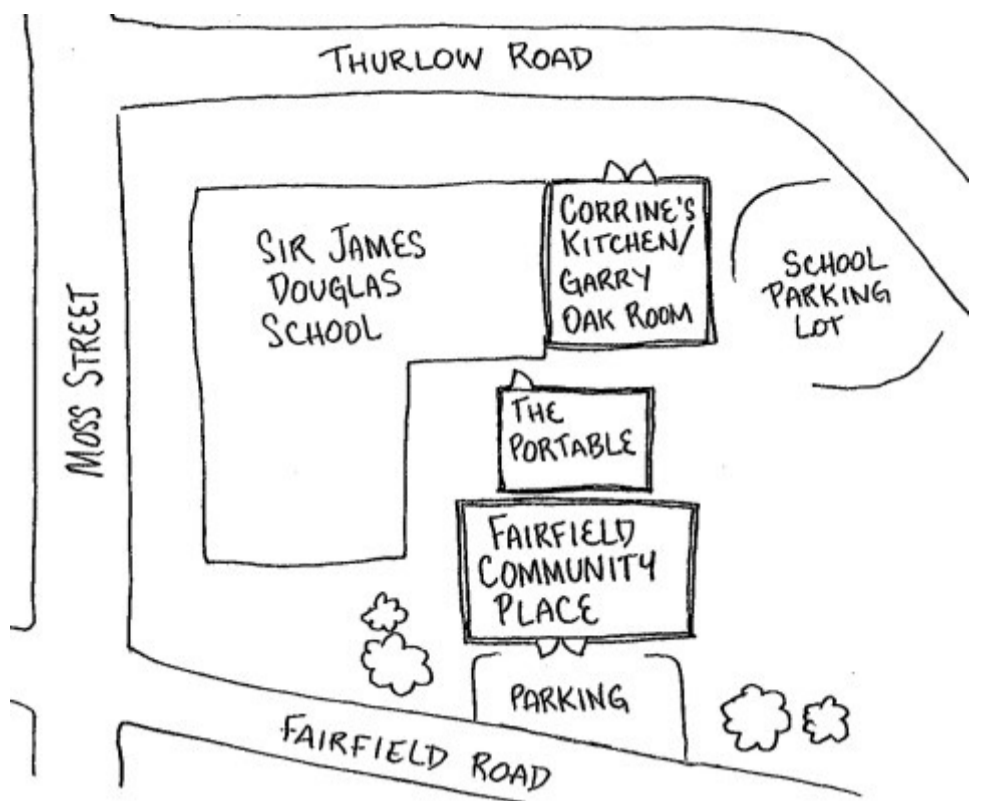 THURLOW ROAD
SIR JAMES
DOUGLAS
SCHOOL
CORRINE'S
KITCHEN/
GARRY
OAK ROOM
SCHOOL
PARKING
LOT
MOSS STREET
THE
PORTABLE
FAIRFIELD
COMMUNITY
PLACE
PARKING
FAIRFIELD ROAD